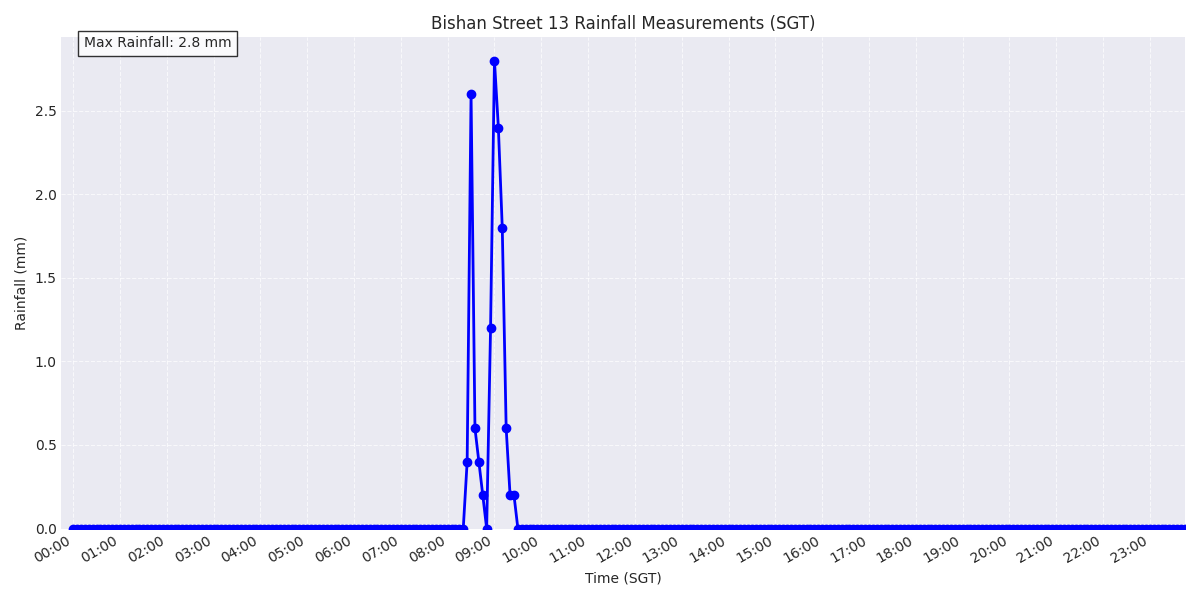 Bishan Street 13 Rainfall Measurements (SGT)
Max Rainfall: 2.8 mm
Rainfall (mm)
2.5
2.0
1.5
1.0
0.5
0.0
00:00 01:00 02:00 03:00 04:00 05:00 06:00 07:00 08:00 09:00 10:00 11:00 12:00 13:00 14:00 15:00 16:00 17:00 18:00 19:00 20:00 21:00 22:00 23:00
Time (SGT)